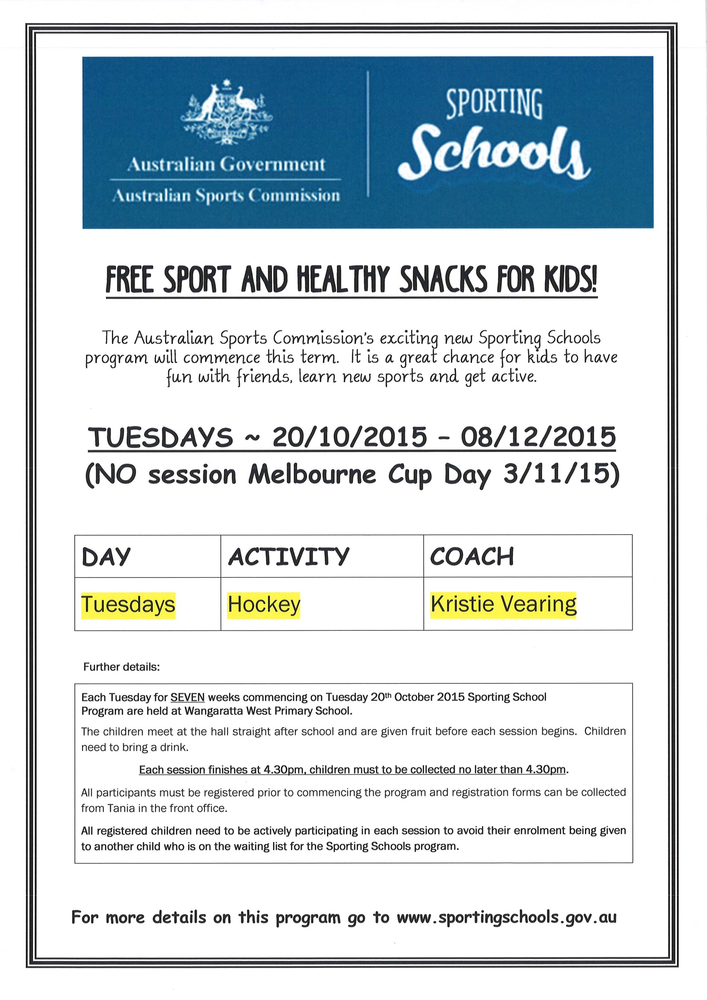 Australian Government
Australian Sports Commission
SPORTING
Schools
FREE SPORT AND HEALTHY SNACKS FOR KIDS!
The Australian Sports Commission's exciting new Sporting Schools
program will commence this term. It is a great chance for kids to have
fun with friends, learn new sports and get active.
TUESDAYS ~ 20/10/2015 – 08/12/2015
(NO session Melbourne Cup Day 3/11/15)
DAY ACTIVITY COACH
Tuesdays Hockey Kristie Vearing
Further details:
Each Tuesday for SEVEN weeks commencing on Tuesday 20th October 2015 Sporting School
Program are held at Wangaratta West Primary School.
The children meet at the hall straight after school and are given fruit before each session begins. Children
need to bring a drink.
Each session finishes at 4.30pm, children must to be collected no later than 4.30pm.
All participants must be registered prior to commencing the program and registration forms can be collected
from Tania in the front office.
All registered children need to be actively participating in each session to avoid their enrolment being given
to another child who is on the waiting list for the Sporting Schools program.
For more details on this program go to www.sportingschools.gov.au